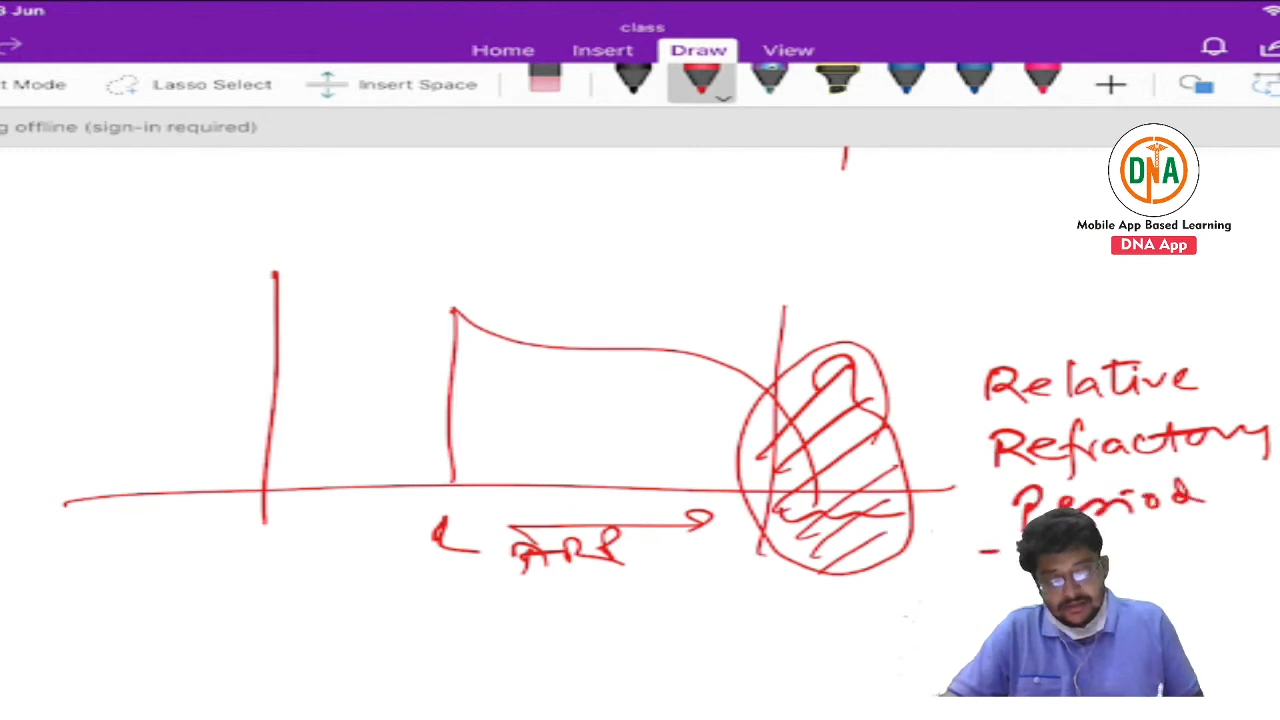 3 Jun
class
Home Insert Draw View
t Mode Lasso Select Insert Space
g offline (sign-in required)
DNA
Mobile App Based Learning
DNA App
Relative
Refractory
Period
ARP